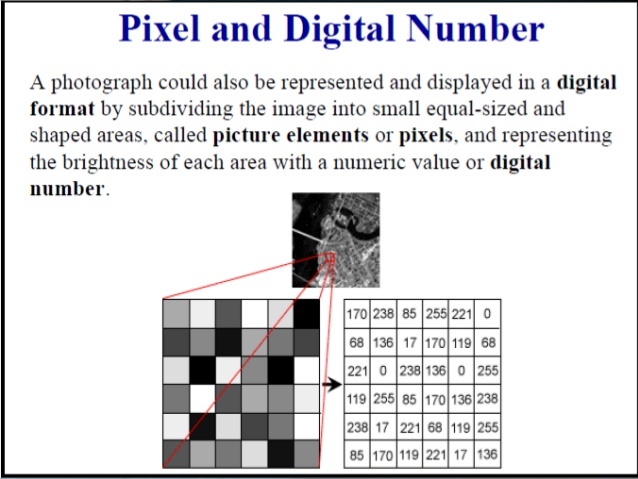 Pixel and Digital Number
A photograph could also be represented and displayed in a digital
format by subdividing the image into small equal-sized and
shaped areas, called picture elements or pixels, and representing
the brightness of each area with a numeric value or digital
number.
170 238 85 255 221 0
68 136 17 170 119 68
221 0 238 136 0 255
119 255 85 170 136 238
238 17 221 68 119 255
85 170 119 221 17 136